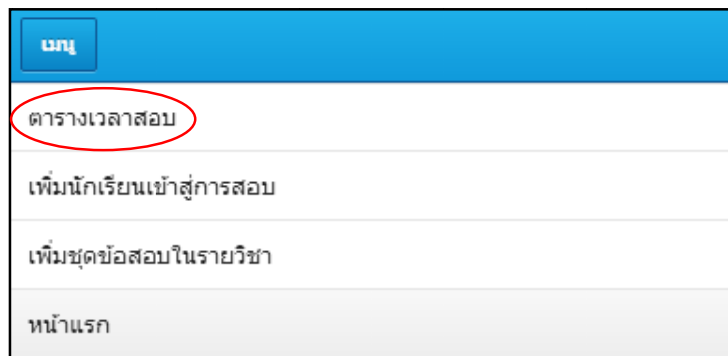 เมนู
ตารางเวลาสอบ
เพิ่มนักเรียนเข้าสู่การสอบ
เพิ่มชุดข้อสอบในรายวิชา
หน้าแรก